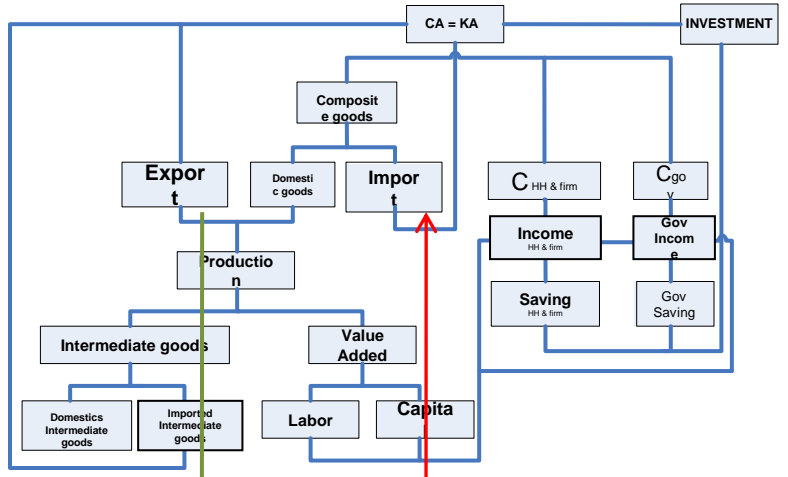 CA = KA
INVESTMENT
Composit
e goods
Expor
t
Domesti
c goods
Impor
t
C HH & firm
Cgo
v
Income
HH & firm
Gov
Incom
e
Productio
n
Saving
HH & firm
Gov
Saving
Intermediate goods
Value
Added
Domestics
Intermediate
goods
Imported
Intermediate
goods
Labor
Capita
l